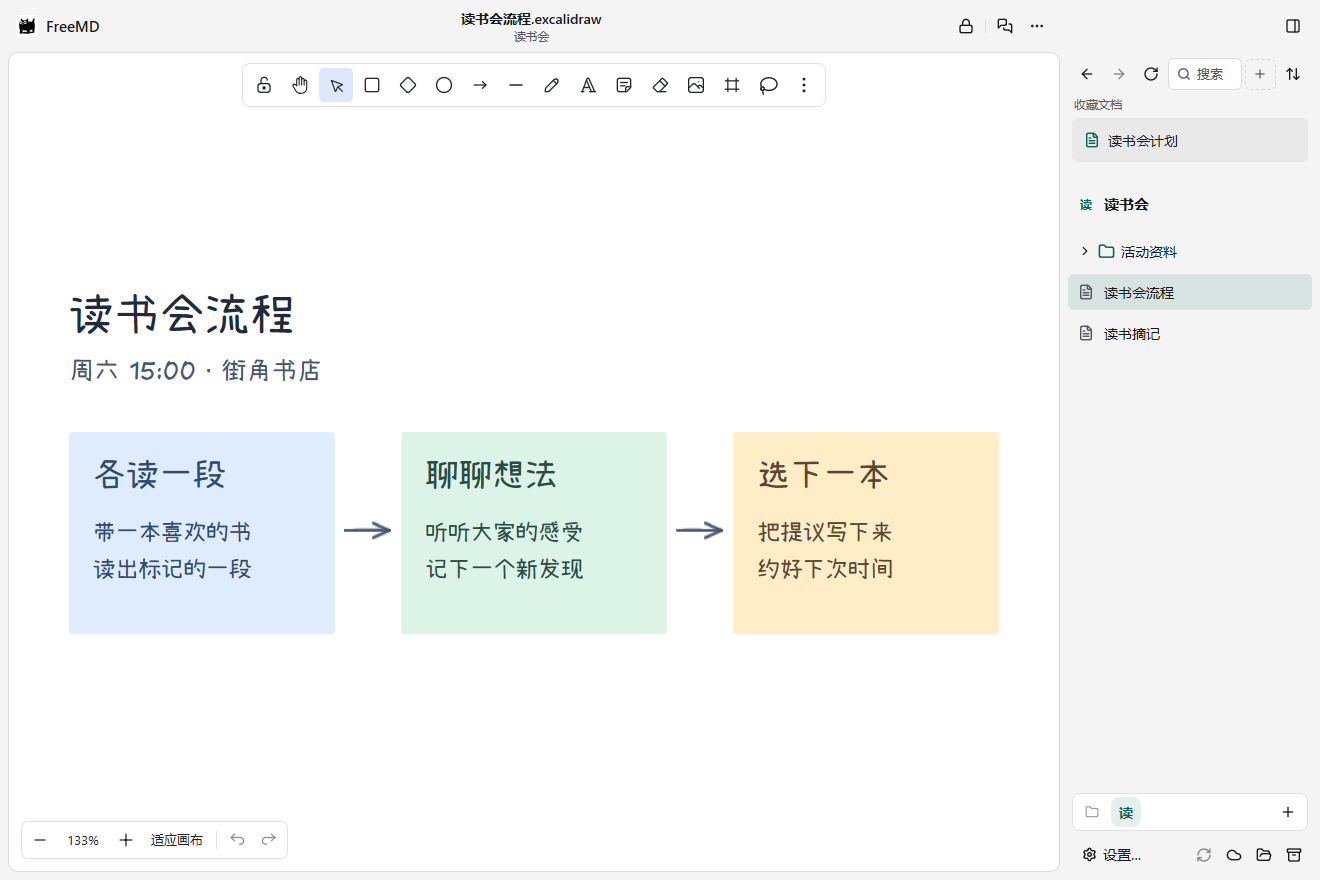 FreeMD
读书会流程.excalidraw
读书会
搜索
收藏文档
读书会计划
读 读书会
活动资料
读书会流程
读书摘记
读书会流程
周六 15:00 · 街角书店
各读一段
带一本喜欢的书
读出标记的一段
聊聊想法
听听大家的感受
记下一个新发现
选下一本
把提议写下来
约好下次时间
133%
适应画布
读
设置...